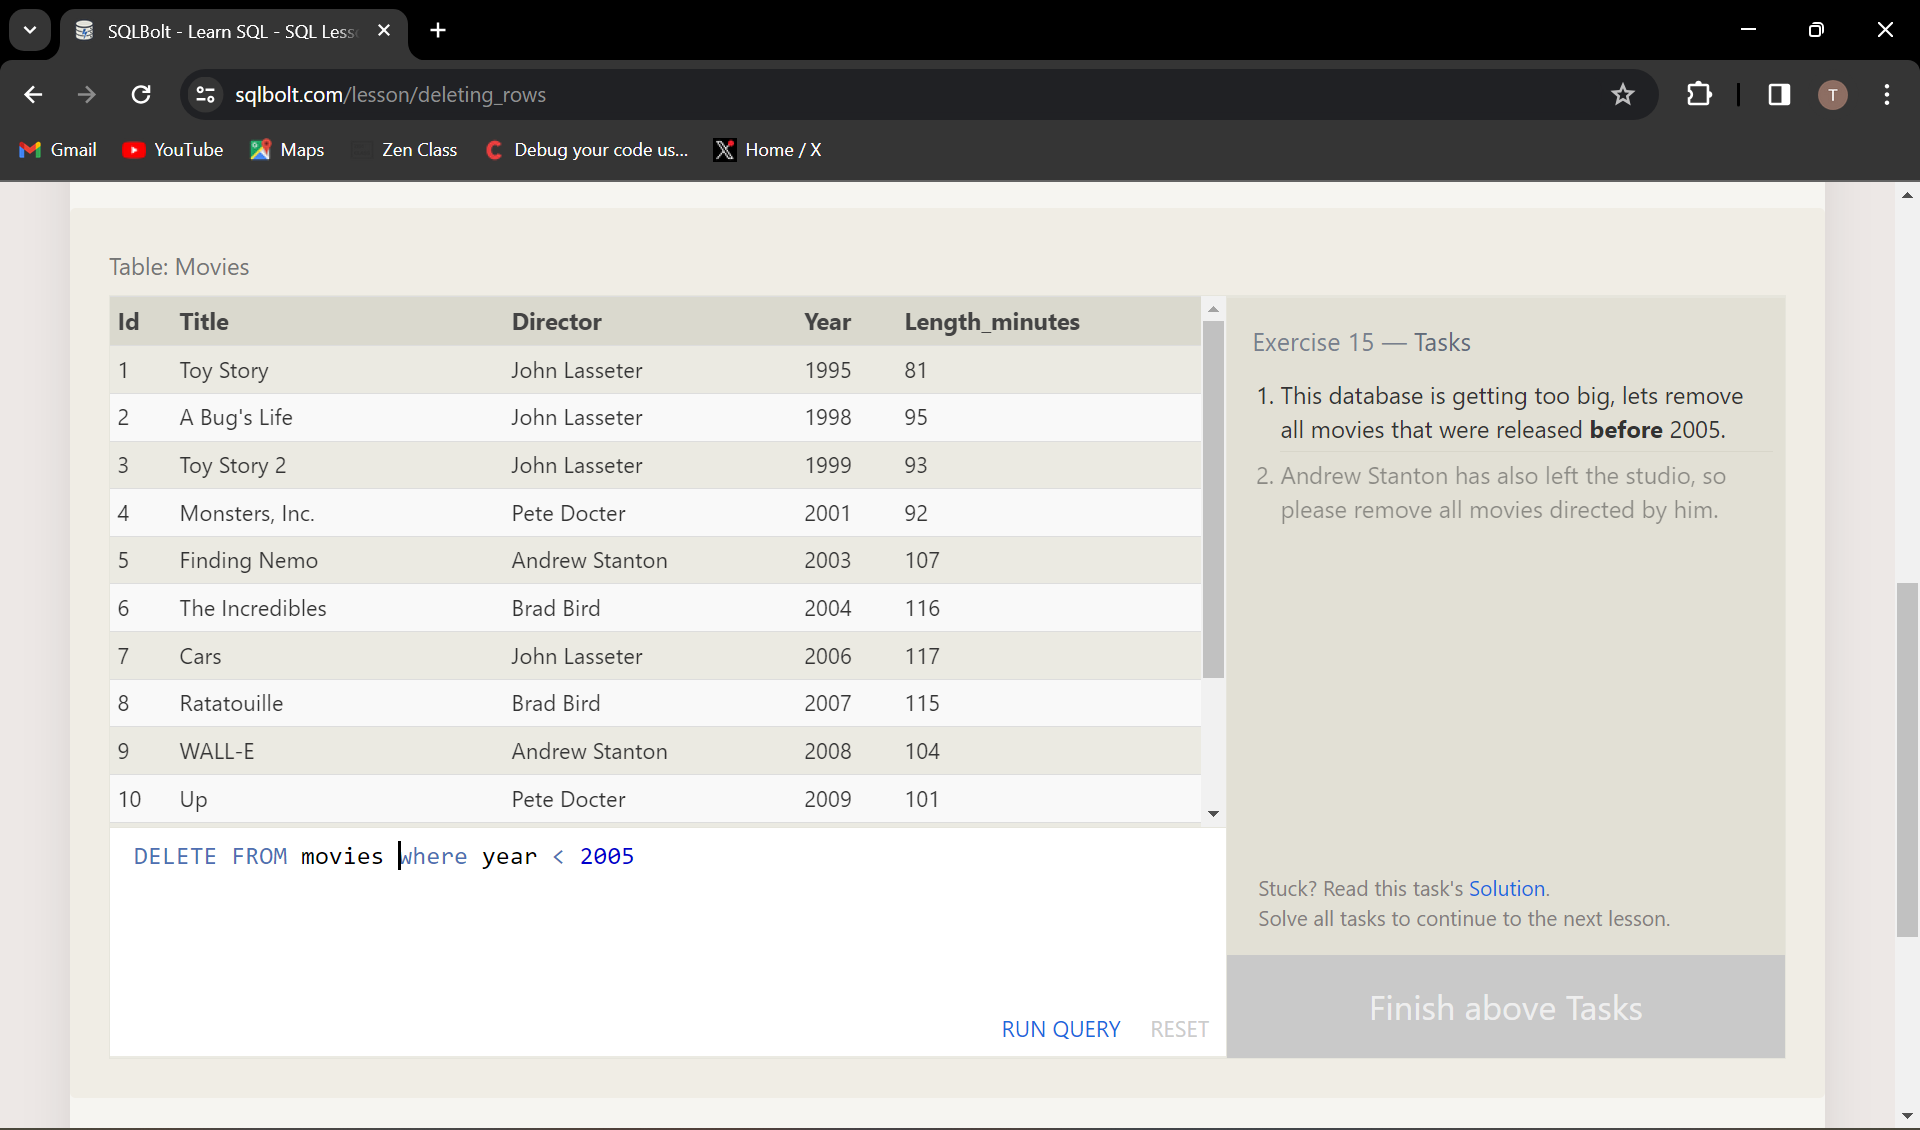 SQLBolt - Learn SQL - SQL Less
sqlbolt.com/lesson/deleting_rows
T
Gmail YouTube Maps Zen Class Debug your code us... Home / X
Table: Movies
Id Title Director Year Length_minutes
1 Toy Story John Lasseter 1995 81
2 A Bug's Life John Lasseter 1998 95
3 Toy Story 2 John Lasseter 1999 93
4 Monsters, Inc. Pete Docter 2001 92
5 Finding Nemo Andrew Stanton 2003 107
6 The Incredibles Brad Bird 2004 116
7 Cars John Lasseter 2006 117
8 Ratatouille Brad Bird 2007 115
9 WALL-E Andrew Stanton 2008 104
10 Up Pete Docter 2009 101
DELETE FROM movies where year < 2005
RUN QUERY RESET
Exercise 15 — Tasks
1. This database is getting too big, lets remove
all movies that were released before 2005.
2. Andrew Stanton has also left the studio, so
please remove all movies directed by him.
Stuck? Read this task's Solution.
Solve all tasks to continue to the next lesson.
Finish above Tasks